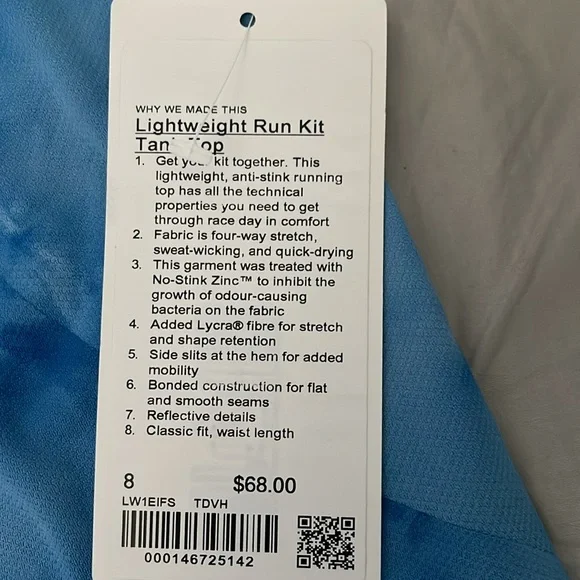 WHY WE MADE THIS
Lightweight Run Kit
Top
1. Get your kit together. This
lightweight, anti-stink running
top has all the technical
properties you need to get
through race day in comfort
2. Fabric is four-way stretch,
sweat-wicking, and quick-drying
3. This garment was treated with
No-Stink Zinc™ to inhibit the
growth of odour-causing
bacteria on the fabric
4. Added Lycra® fibre for stretch
and shape retention
5. Side slits at the hem for added
mobility
6. Bonded construction for flat
and smooth seams
7. Reflective details
8. Classic fit, waist length
8 $68.00
LW1EIFS TDVH
000146725142